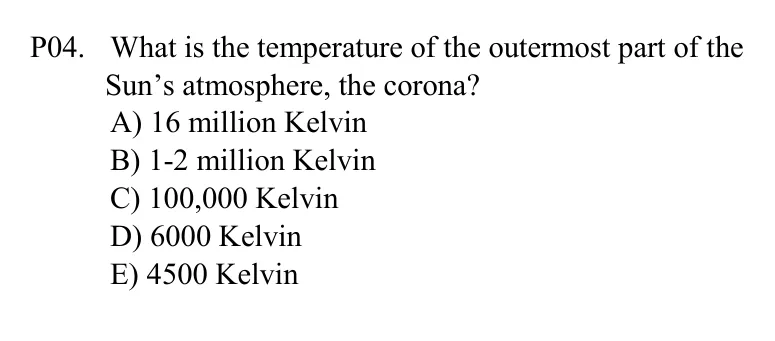 P04. What is the temperature of the outermost part of the
Sun’s atmosphere, the corona?
A) 16 million Kelvin
B) 1-2 million Kelvin
C) 100,000 Kelvin
D) 6000 Kelvin
E) 4500 Kelvin